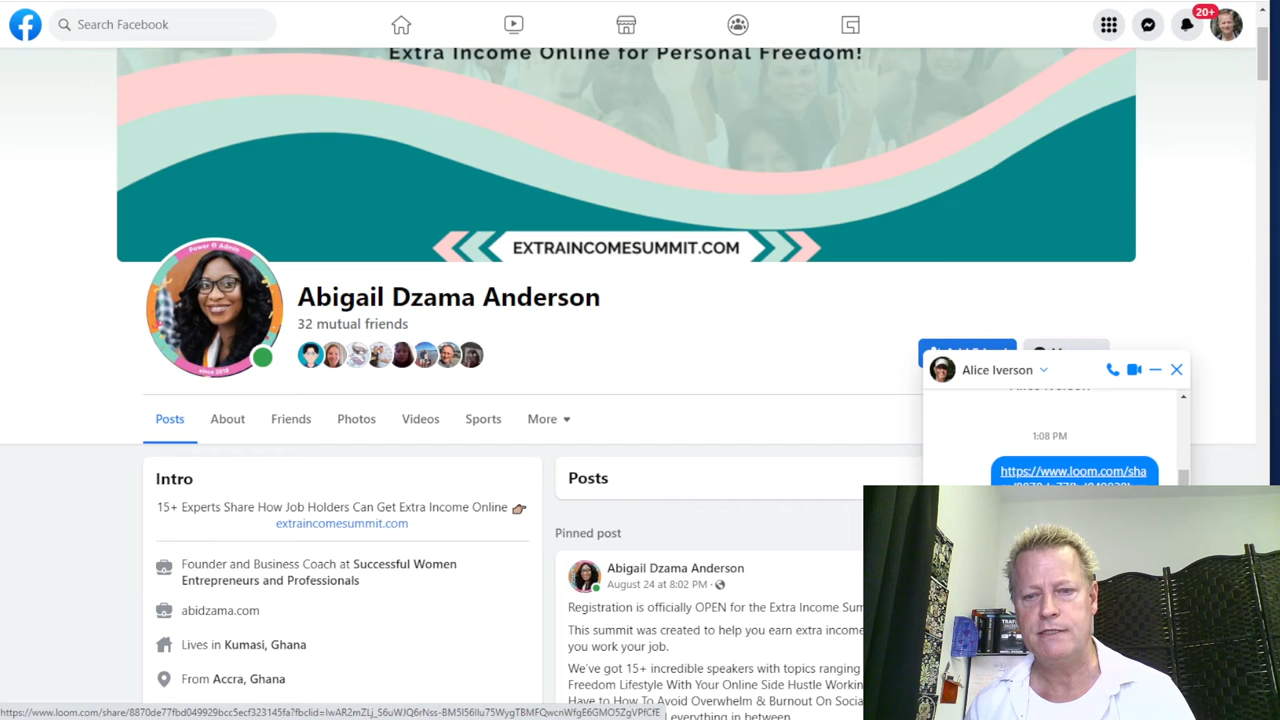 Search Facebook
20+
Extra Income Online for Personal Freedom!
EXTRAINCOMESUMMIT.COM
Power Admin
since 2018
Abigail Dzama Anderson
32 mutual friends
Posts
About
Friends
Photos
Videos
Sports
More
Alice Iverson
1:08 PM
https://www.loom.com/sha
Intro
15+ Experts Share How Job Holders Can Get Extra Income Online
extraincomesummit.com
Founder and Business Coach at Successful Women
Entrepreneurs and Professionals
abidzama.com
Lives in Kumasi, Ghana
From Accra, Ghana
Posts
Pinned post
Abigail Dzama Anderson
August 24 at 8:02 PM ·
Registration is officially OPEN for the Extra Income Sum
This summit was created to help you earn extra income
you work your job.
We've got 15+ incredible speakers with topics ranging
Freedom Lifestyle With Your Online Side Hustle Workin
Have to How To Avoid Overwhelm & Burnout On Soci
everything in between